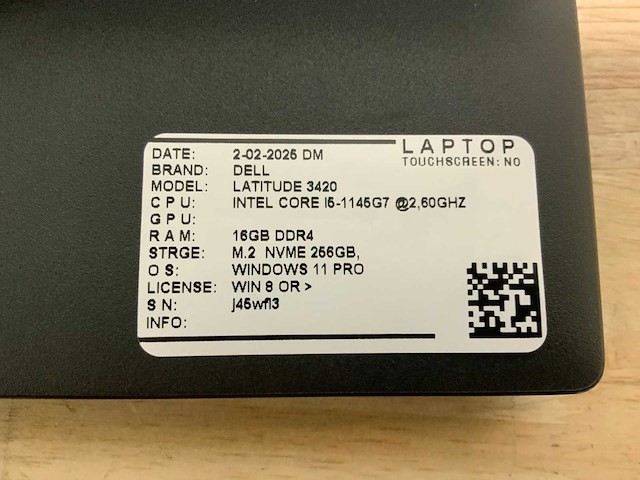 LAPTOP
TOUCHSCREEN: NO
DATE: 2-02-2025 DM
BRAND: DELL
MODEL: LATITUDE 3420
CPU: INTEL CORE I5-1145G7 @2,60GHZ
GPU:
RAM: 16GB DDR4
STRGE: M.2 NVME 256GB,
OS: WINDOWS 11 PRO
LICENSE: WIN 8 OR >
SN: j45wfl3
INFO: